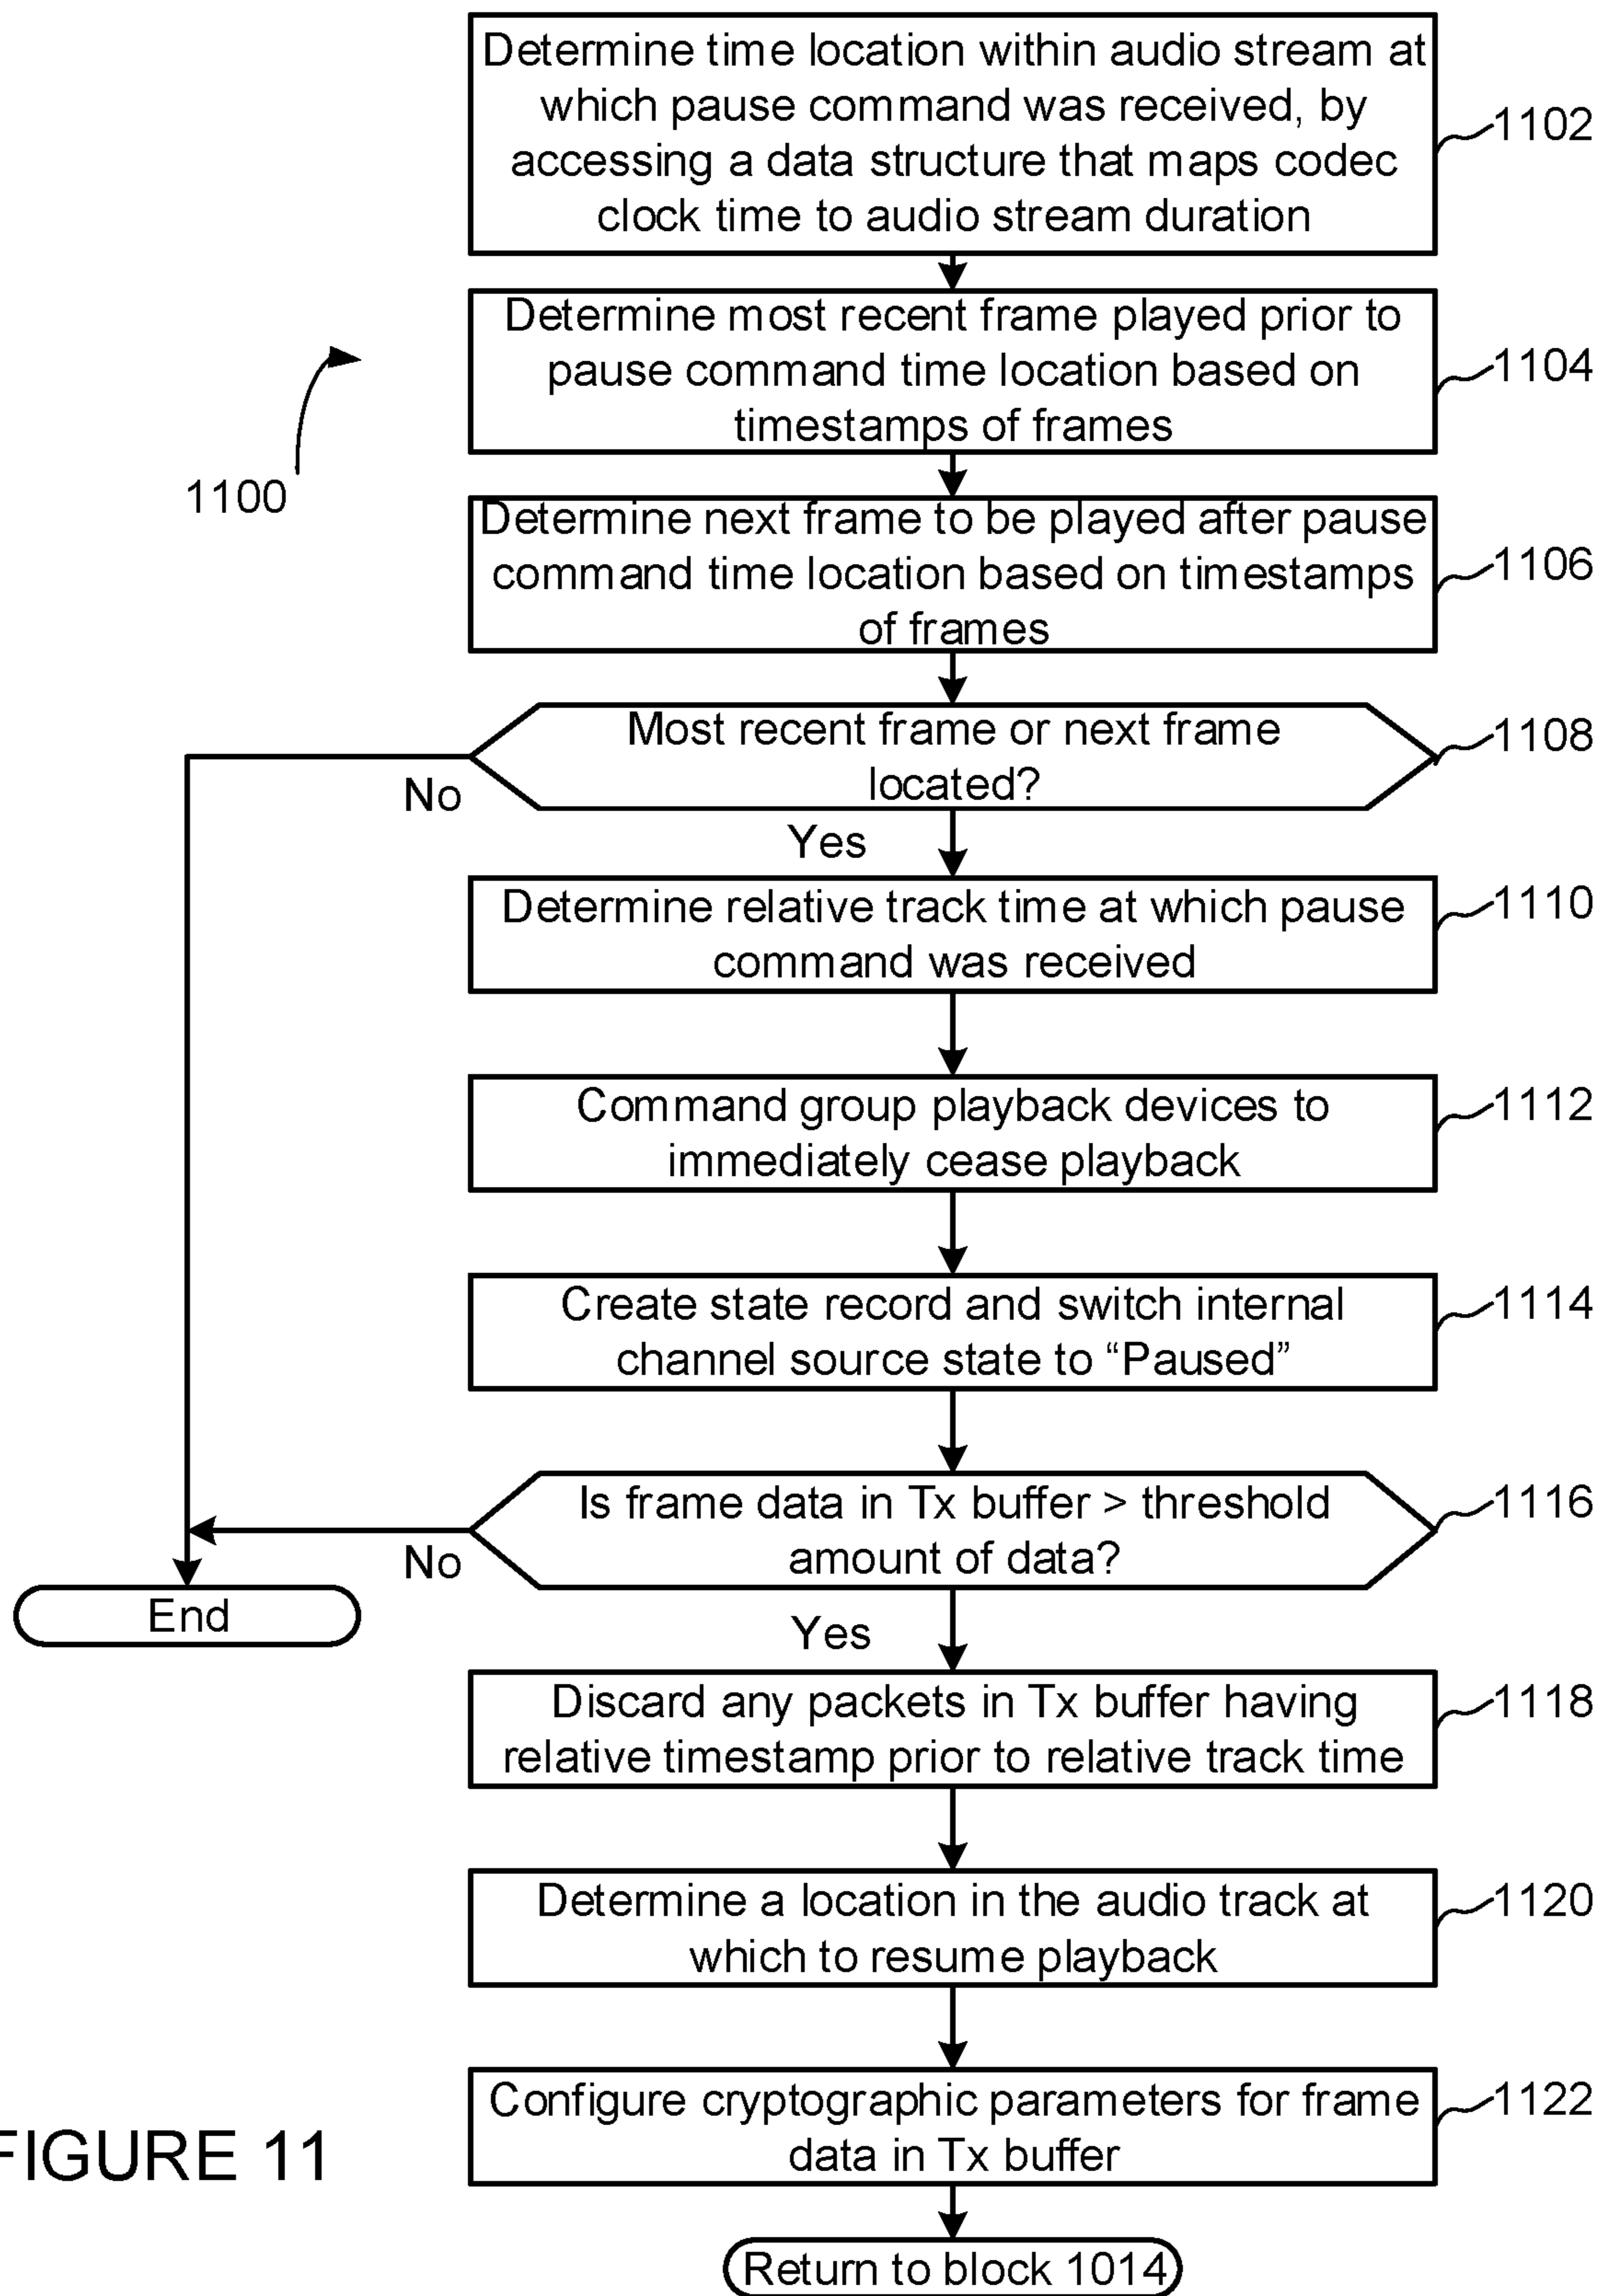 Determine time location within audio stream at
which pause command was received, by
accessing a data structure that maps codec
clock time to audio stream duration
1102
Determine most recent frame played prior to
pause command time location based on
timestamps of frames
1104
1100
Determine next frame to be played after pause
command time location based on timestamps
of frames
1106
Most recent frame or next frame
located?
1108
No
Yes
Determine relative track time at which pause
command was received
1110
Command group playback devices to
immediately cease playback
1112
Create state record and switch internal
channel source state to “Paused”
1114
Is frame data in Tx buffer > threshold
amount of data?
1116
No
End
Yes
Discard any packets in Tx buffer having
relative timestamp prior to relative track time
1118
Determine a location in the audio track at
which to resume playback
1120
Configure cryptographic parameters for frame
data in Tx buffer
1122
FIGURE 11
Return to block 1014